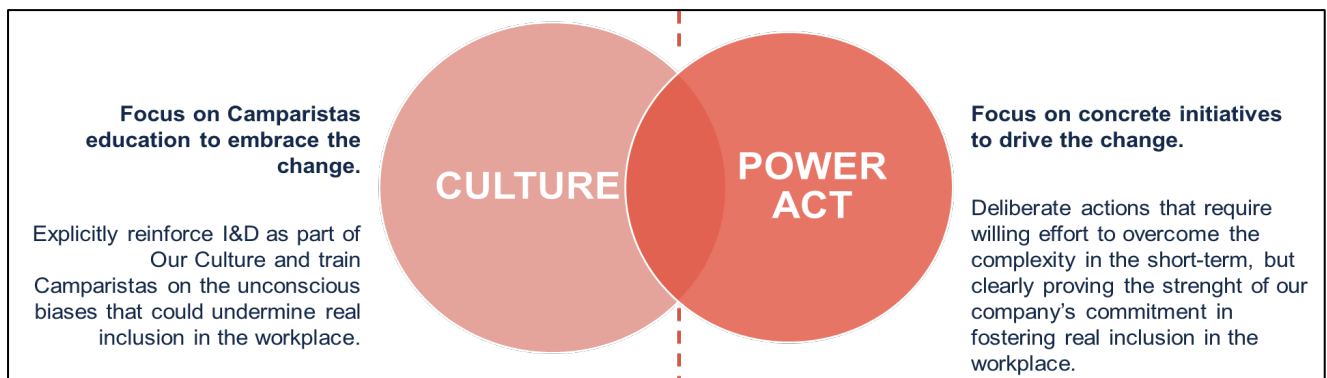 Focus on Camparistas
education to embrace the
change.
Explicitly reinforce I&D as part of
Our Culture and train
Camparistas on the unconscious
biases that could undermine real
inclusion in the workplace.
CULTURE
POWER
ACT
Focus on concrete initiatives
to drive the change.
Deliberate actions that require
willing effort to overcome the
complexity in the short-term, but
clearly proving the strenght of our
company's commitment in
fostering real inclusion in the
workplace.